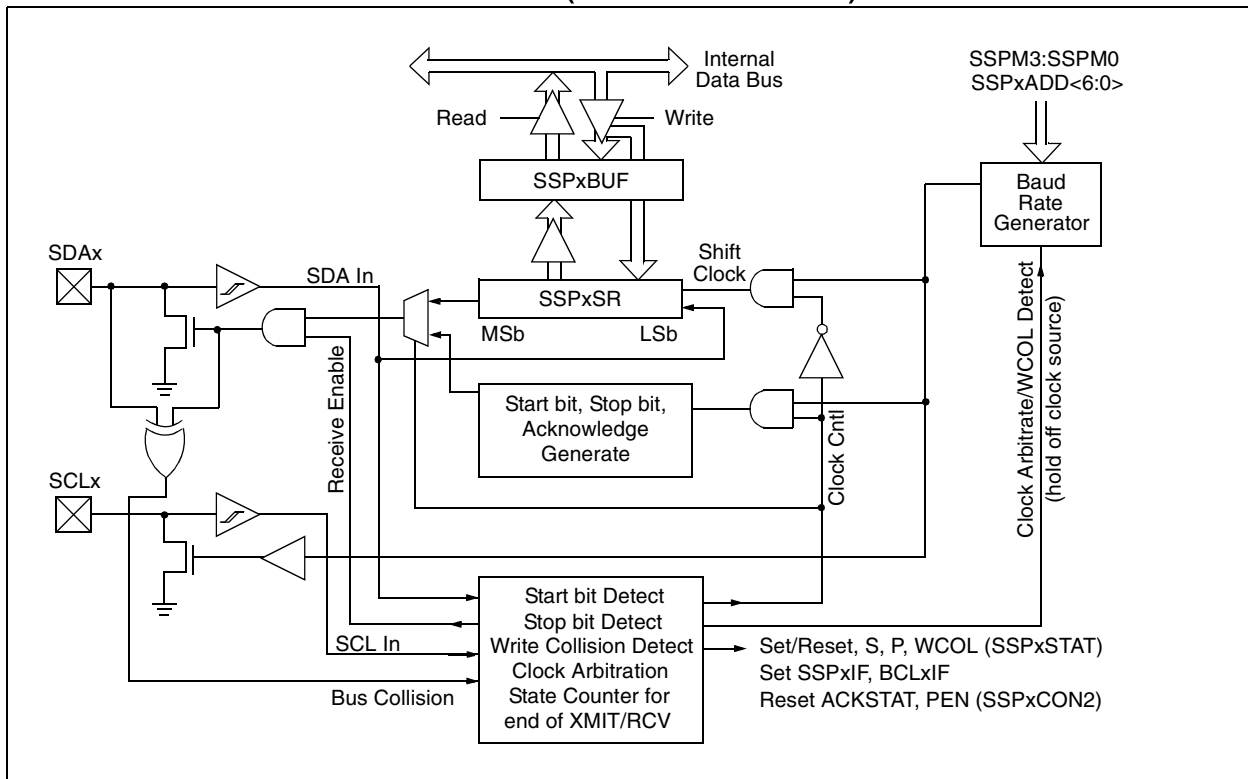 Internal
Data Bus
SSPM3:SSPM0
SSPxADD<6:0>
Read
Write
SSPxBUF
Baud
Rate
Generator
SDAx
SDA In
Shift
Clock
SSPxSR
MSb
LSb
Start bit, Stop bit,
Acknowledge
Generate
Receive Enable
Clock Cntl
Clock Arbitrate/WCOL Detect
(hold off clock source)
SCLx
Start bit Detect
Stop bit Detect
Write Collision Detect
Clock Arbitration
State Counter for
end of XMIT/RCV
SCL In
Bus Collision
Set/Reset, S, P, WCOL (SSPxSTAT)
Set SSPxIF, BCLxIF
Reset ACKSTAT, PEN (SSPxCON2)